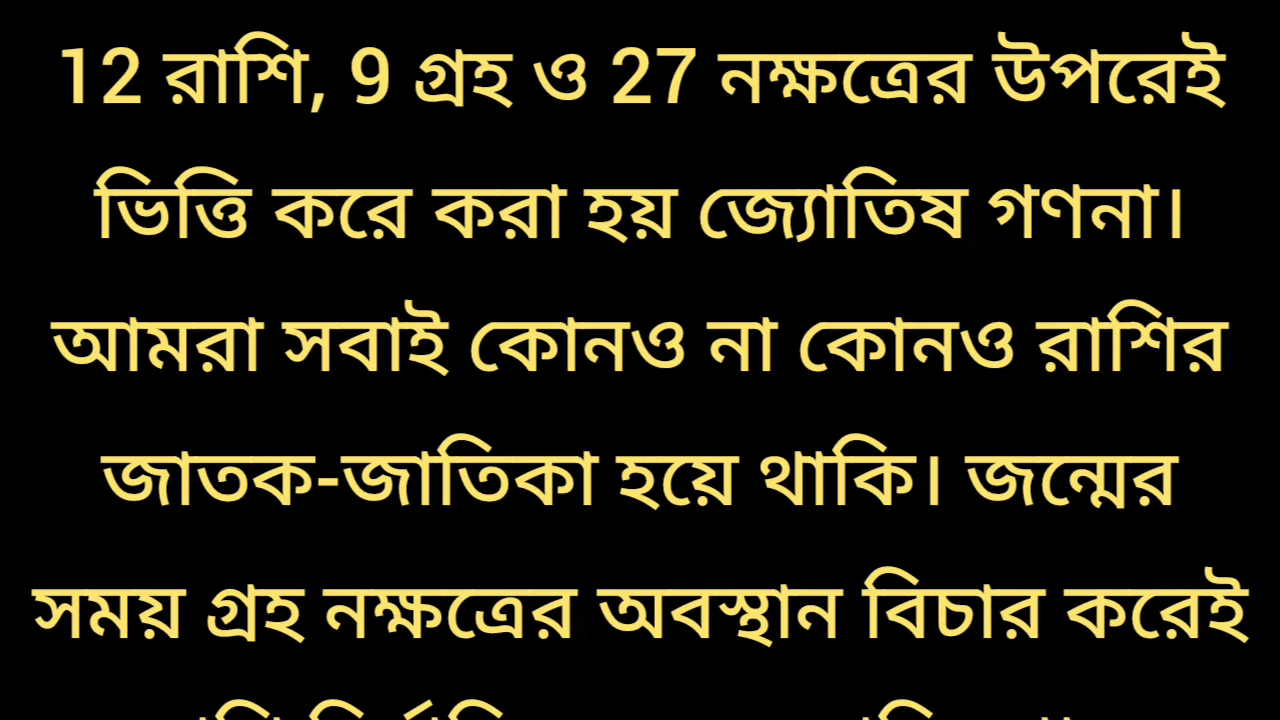 12 রাশি, 9 গ্রহ ও 27 নক্ষত্রের উপরেই
ভিত্তি করে করা হয় জ্যোতিষ গণনা।
আমরা সবাই কোনও না কোনও রাশির
জাতক-জাতিকা হয়ে থাকি। জন্মের
সময় গ্রহ নক্ষত্রের অবস্থান বিচার করেই